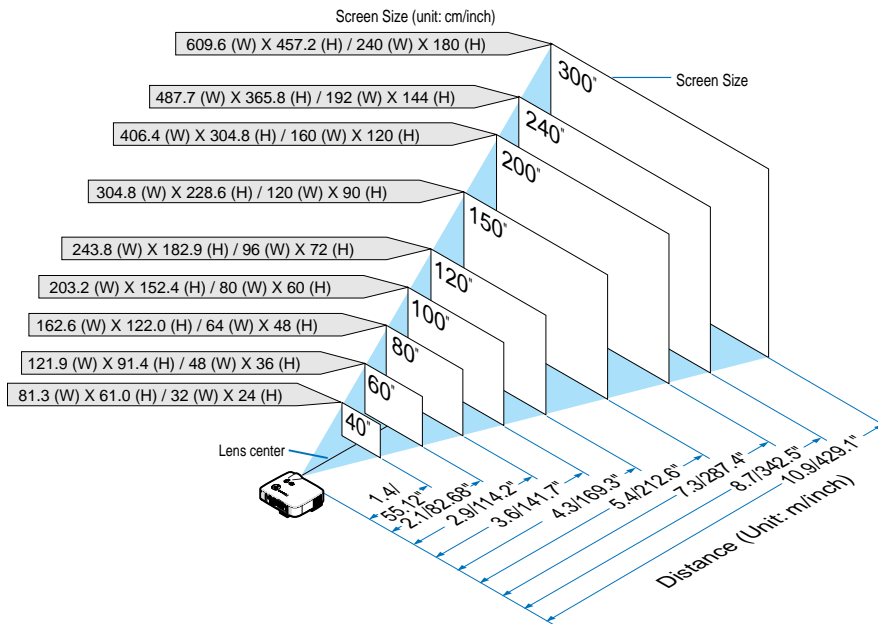 Screen Size (unit: cm/inch)
609.6 (W) X 457.2 (H) / 240 (W) X 180 (H)
300"
Screen Size
487.7 (W) X 365.8 (H) / 192 (W) X 144 (H)
240"
406.4 (W) X 304.8 (H) / 160 (W) X 120 (H)
200"
304.8 (W) X 228.6 (H) / 120 (W) X 90 (H)
150"
243.8 (W) X 182.9 (H) / 96 (W) X 72 (H)
120"
203.2 (W) X 152.4 (H) / 80 (W) X 60 (H)
100"
162.6 (W) X 122.0 (H) / 64 (W) X 48 (H)
80"
121.9 (W) X 91.4 (H) / 48 (W) X 36 (H)
60"
81.3 (W) X 61.0 (H) / 32 (W) X 24 (H)
40"
Lens center
1.4/
55.12"
2.1/82.68"
2.9/114.2"
3.6/141.7"
4.3/169.3"
5.4/212.6"
7.3/287.4"
8.7/342.5"
10.9/429.1"
Distance (Unit: m/inch)